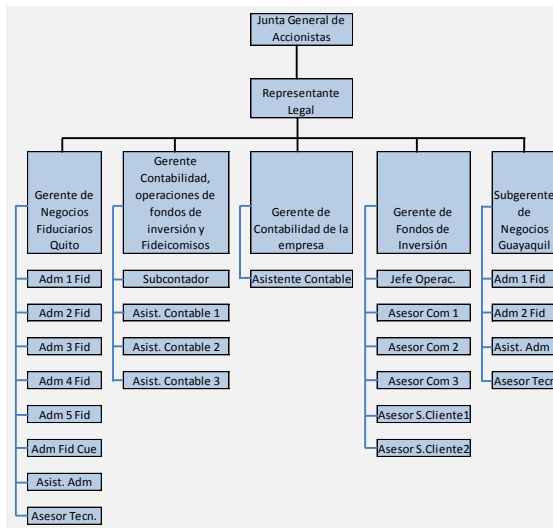 Junta General de
Accionistas
Representante
Legal
Gerente de
Negocios
Fiduciarios
Quito
Adm 1 Fid
Adm 2 Fid
Adm 3 Fid
Adm 4 Fid
Adm 5 Fid
Adm Fid Cue
Asist. Adm
Asesor Tecn.
Gerente
Contabilidad,
operaciones de
fondos de
inversión y
Fideicomisos
Subcontador
Asist. Contable 1
Asist. Contable 2
Asist. Contable 3
Gerente de
Contabilidad de la
empresa
Asistente Contable
Gerente de
Fondos de
Inversión
Jefe Operac.
Asesor Com 1
Asesor Com 2
Asesor Com 3
Asesor S.Cliente1
Asesor S.Cliente2
Subgerente
de
Negocios
Guayaquil
Adm 1 Fid
Adm 2 Fid
Asist. Adm
Asesor Tecn